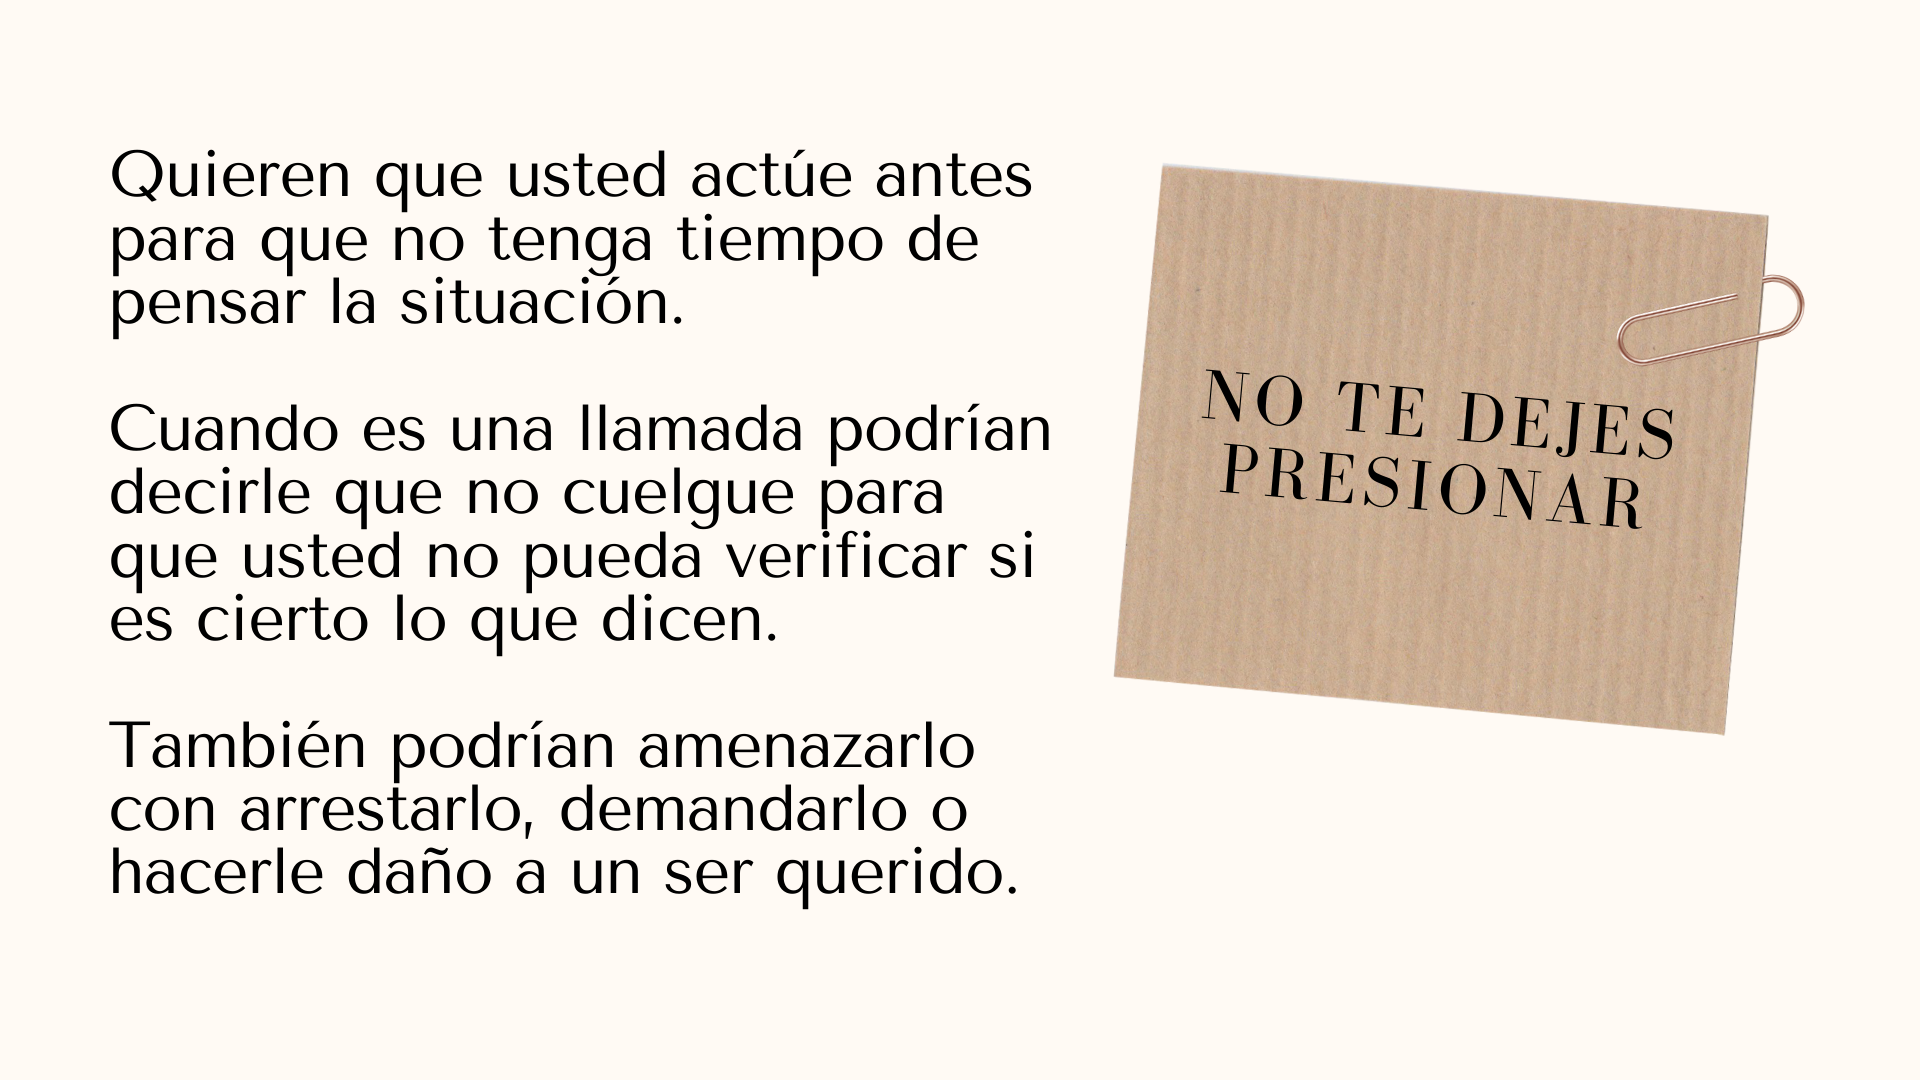 Quieren que usted actúe antes
para que no tenga tiempo de
pensar la situación.
Cuando es una llamada podrían
decirle que no cuelgue para
que usted no pueda verificar si
es cierto lo que dicen.
También podrían amenazarlo
con arrestarlo, demandarlo o
hacerle daño a un ser querido.
NO TE DEJES
PRESIONAR